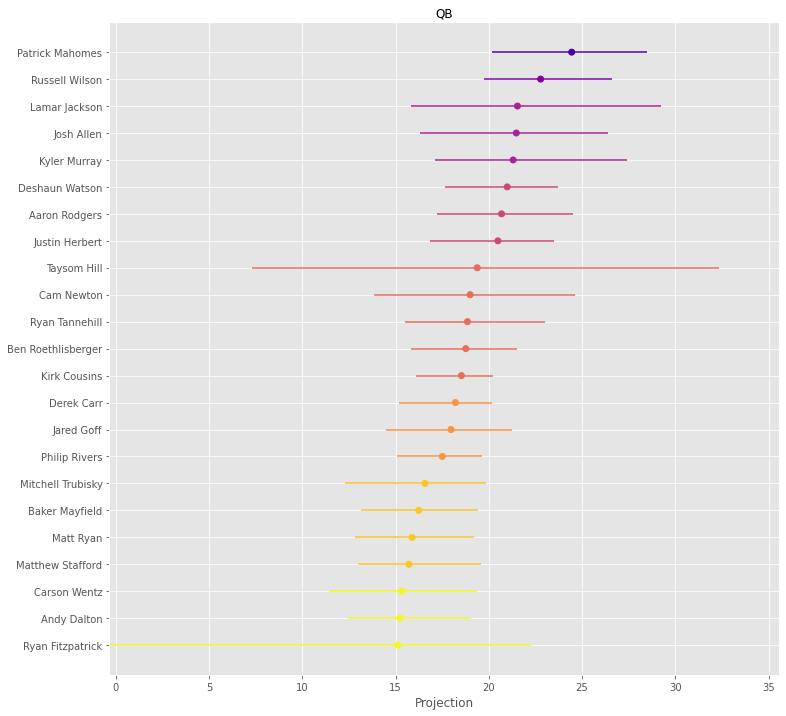 QB
Patrick Mahomes
Russell Wilson
Lamar Jackson
Josh Allen
Kyler Murray
Deshaun Watson
Aaron Rodgers
Justin Herbert
Taysom Hill
Cam Newton
Ryan Tannehill
Ben Roethlisberger
Kirk Cousins
Derek Carr
Jared Goff
Philip Rivers
Mitchell Trubisky
Baker Mayfield
Matt Ryan
Matthew Stafford
Carson Wentz
Andy Dalton
Ryan Fitzpatrick
0 5 10 15 20 25 30 35
Projection